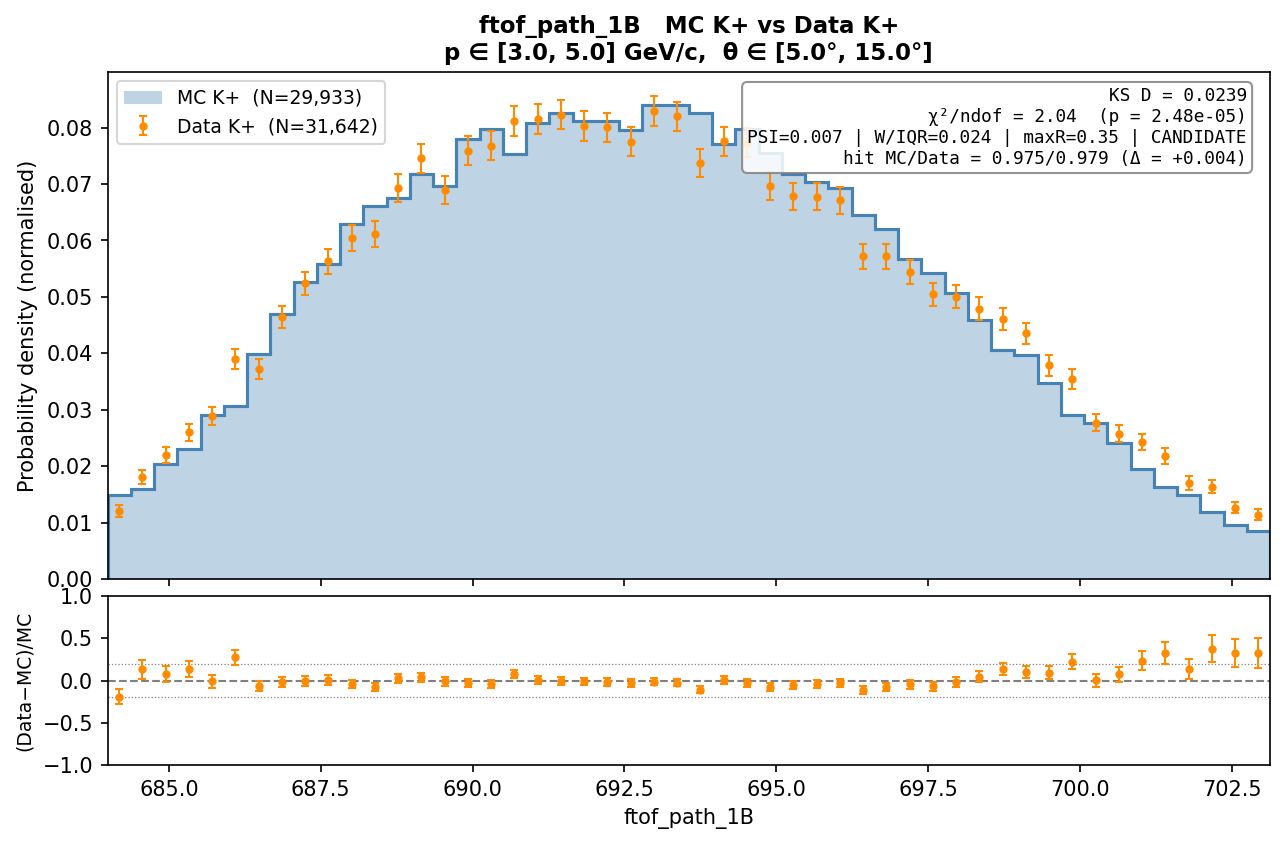 ftof_path_1B   MC K+ vs Data K+
p ∈ [3.0, 5.0] GeV/c,  θ ∈ [5.0°, 15.0°]
MC K+  (N=29,933)
Data K+  (N=31,642)
KS D = 0.0239
χ²/ndof = 2.04  (p = 2.48e-05)
PSI=0.007 | W/IQR=0.024 | maxR=0.35 | CANDIDATE
hit MC/Data = 0.975/0.979 (Δ = +0.004)
Probability density (normalised)
0.08
0.07
0.06
0.05
0.04
0.03
0.02
0.01
0.00
(Data−MC)/MC
1.0
0.5
0.0
−0.5
−1.0
685.0 687.5 690.0 692.5 695.0 697.5 700.0 702.5
ftof_path_1B